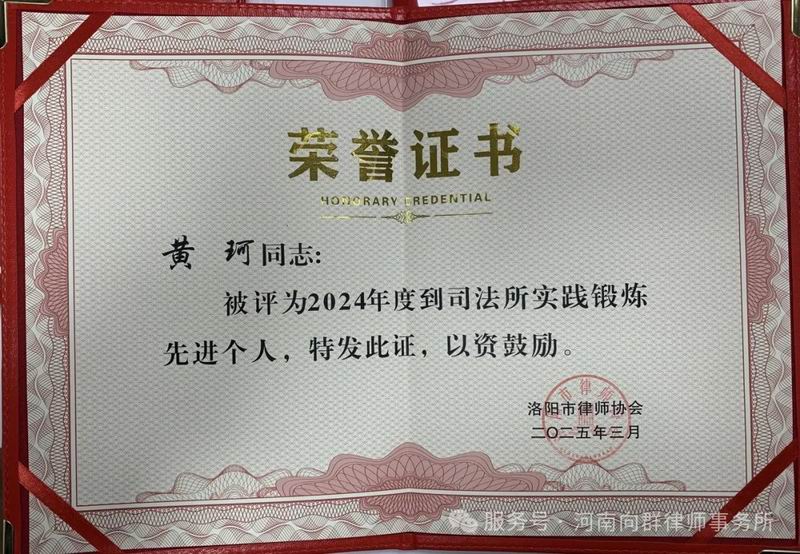 荣誉证书
HONORARY CREDENTIAL
黄 珂同志：
被评为2024年度到司法所实践锻炼
先进个人，特发此证，以资鼓励。
洛阳市律师协会
二〇二五年三月
服务号·河南向群律师事务所